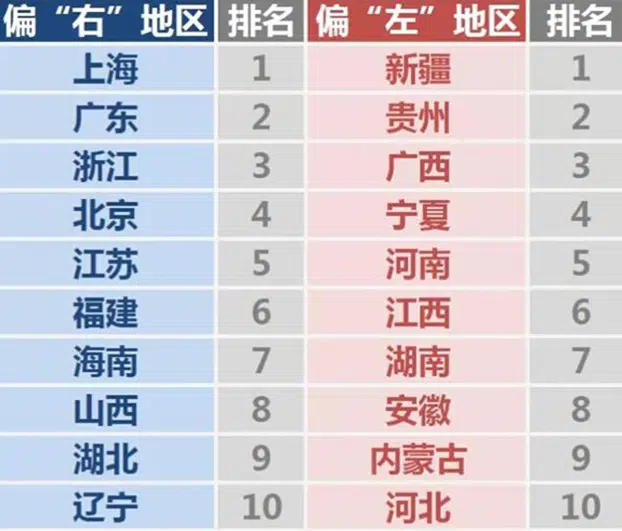 偏“右”地区 排名 偏“左”地区 排名
上海 1 新疆 1
广东 2 贵州 2
浙江 3 广西 3
北京 4 宁夏 4
江苏 5 河南 5
福建 6 江西 6
海南 7 湖南 7
山西 8 安徽 8
湖北 9 内蒙古 9
辽宁 10 河北 10